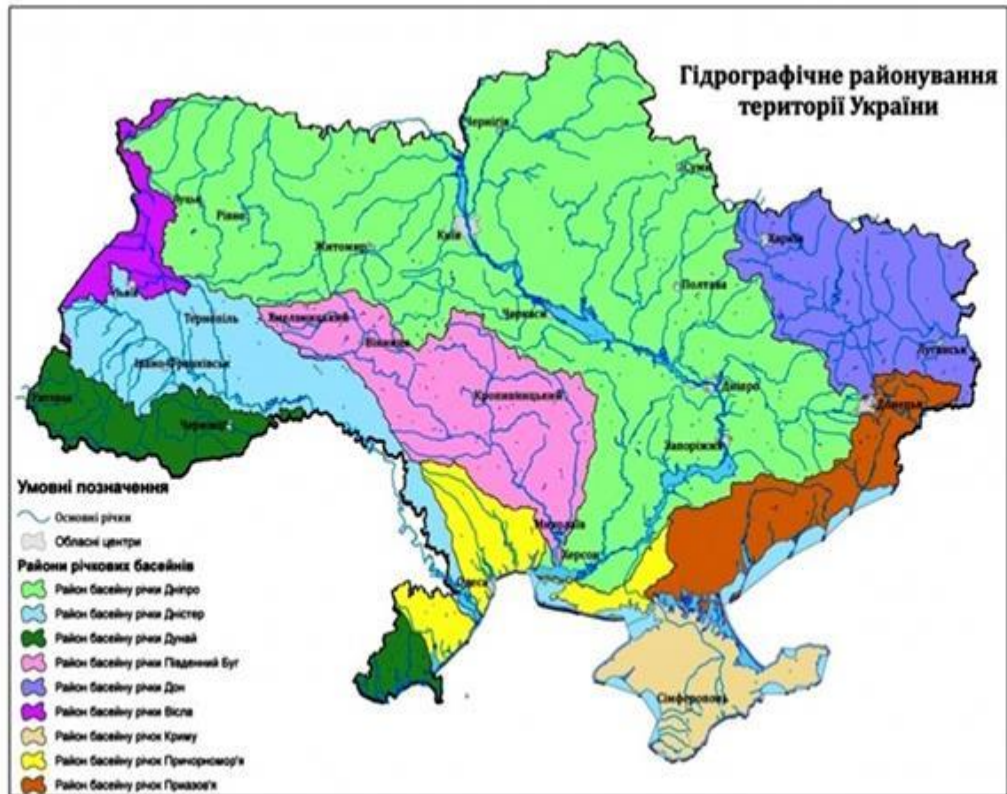 Гідрографічне районування
території України
Чернігів
Суми
Луцьк
Рівне
Київ
Харків
Житомир
Львів
Полтава
Тернопіль
Хмельницький
Черкаси
Вінниця
Луганськ
Івано-Франківськ
Дніпро
Кропивницький
Донецьк
Ужгород
Чернівці
Запоріжжя
Умовні позначення
Основні річки
Миколаїв
Обласні центри
Херсон
Райони річкових басейнів
Одеса
Район басейну річки Дніпро
Район басейну річки Дністер
Район басейну річки Дунай
Район басейну річки Південний Буг
Район басейну річки Дон
Район басейну річки Вісла
Сімферополь
Район басейну річок Криму
Район басейну річок Причорномор'я
Район басейну річок Приазов'я